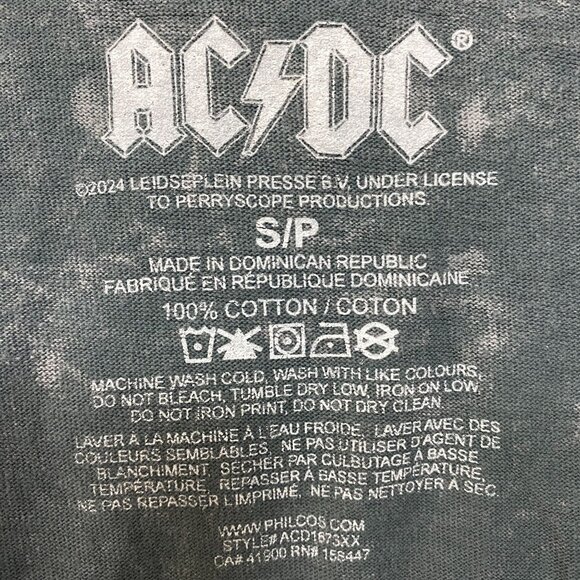 AC⚡DC®
©2024 LEIDSEPLEIN PRESSE B.V. UNDER LICENSE
TO PERRYSCOPE PRODUCTIONS.
S/P
MADE IN DOMINICAN REPUBLIC
FABRIQUÉ EN RÉPUBLIQUE DOMINICAINE
100% COTTON / COTON
MACHINE WASH COLD, WASH WITH LIKE COLOURS,
DO NOT BLEACH, TUMBLE DRY LOW, IRON ON LOW
DO NOT IRON PRINT, DO NOT DRY CLEAN.
LAVER À LA MACHINE À L'EAU FROIDE. LAVER AVEC DES
COULEURS SEMBLABLES. NE PAS UTILISER D'AGENT DE
BLANCHIMENT. SÉCHER PAR CULBUTAGE À BASSE
TEMPÉRATURE. REPASSER À BASSE TEMPÉRATURE.
NE PAS REPASSER L'IMPRIMÉ. NE PAS NETTOYER À SEC.
WWW.PHILCOS.COM
STYLE# ACD1873XX
CA# 41900 RN# 158447